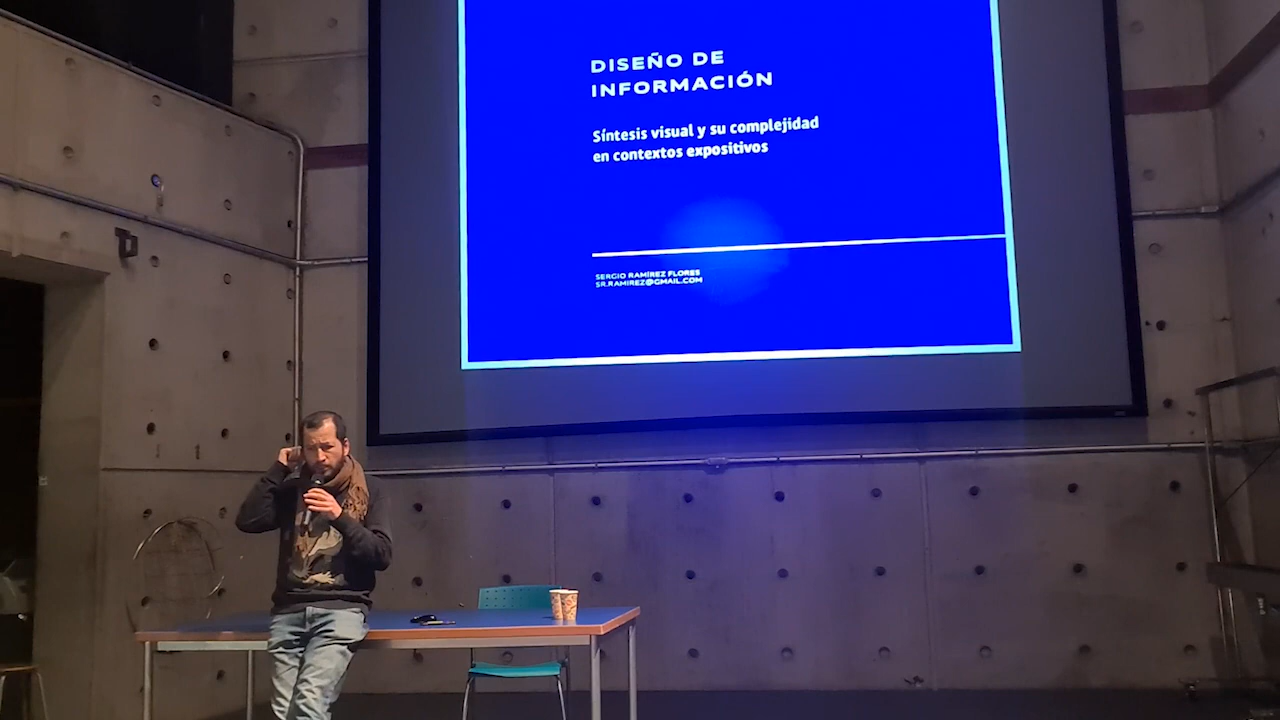 DISEÑO DE
INFORMACIÓN
Síntesis visual y su complejidad
en contextos expositivos
SERGIO RAMÍREZ FLORES
SR.RAMIREZ@GMAIL.COM